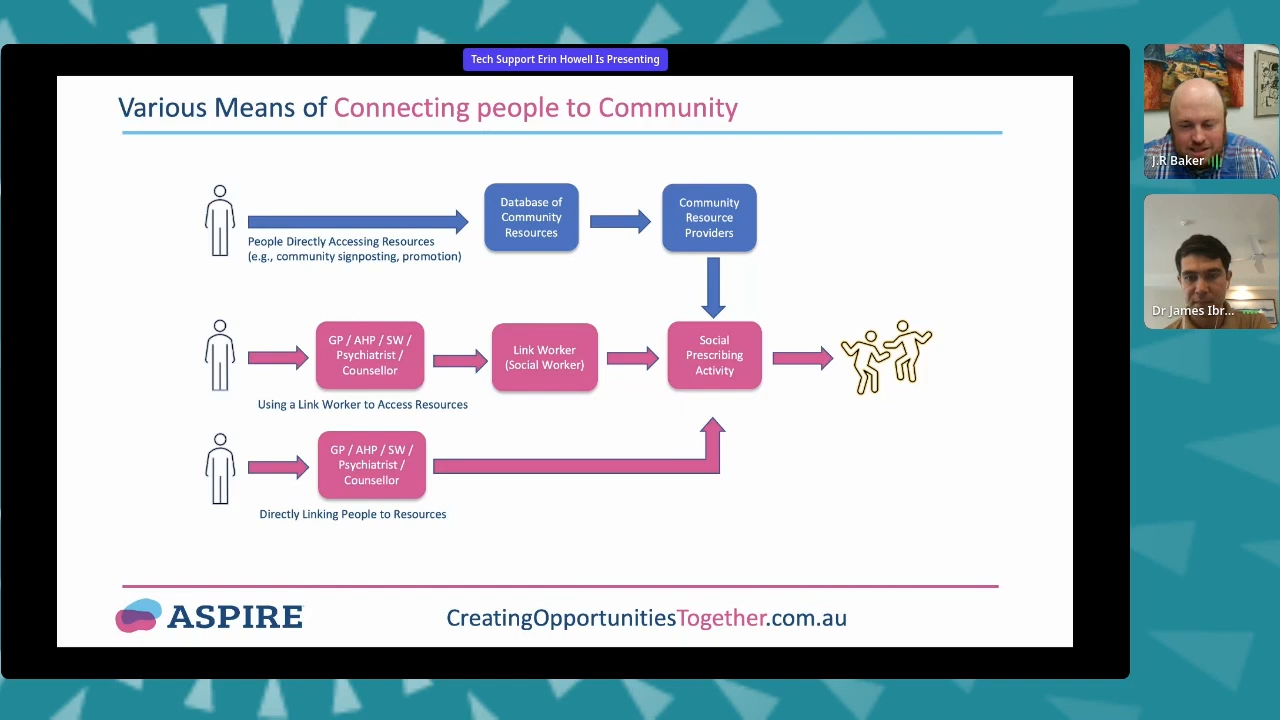 Tech Support Erin Howell Is Presenting
Various Means of Connecting people to Community
Database of
Community
Resources
Community
Resource
Providers
People Directly Accessing Resources
(e.g., community signposting, promotion)
GP / AHP / SW /
Psychiatrist /
Counsellor
Link Worker
(Social Worker)
Social
Prescribing
Activity
Using a Link Worker to Access Resources
GP / AHP / SW /
Psychiatrist /
Counsellor
Directly Linking People to Resources
ASPIRE
CreatingOpportunitiesTogether.com.au
J.R Baker
Dr James Ibr...